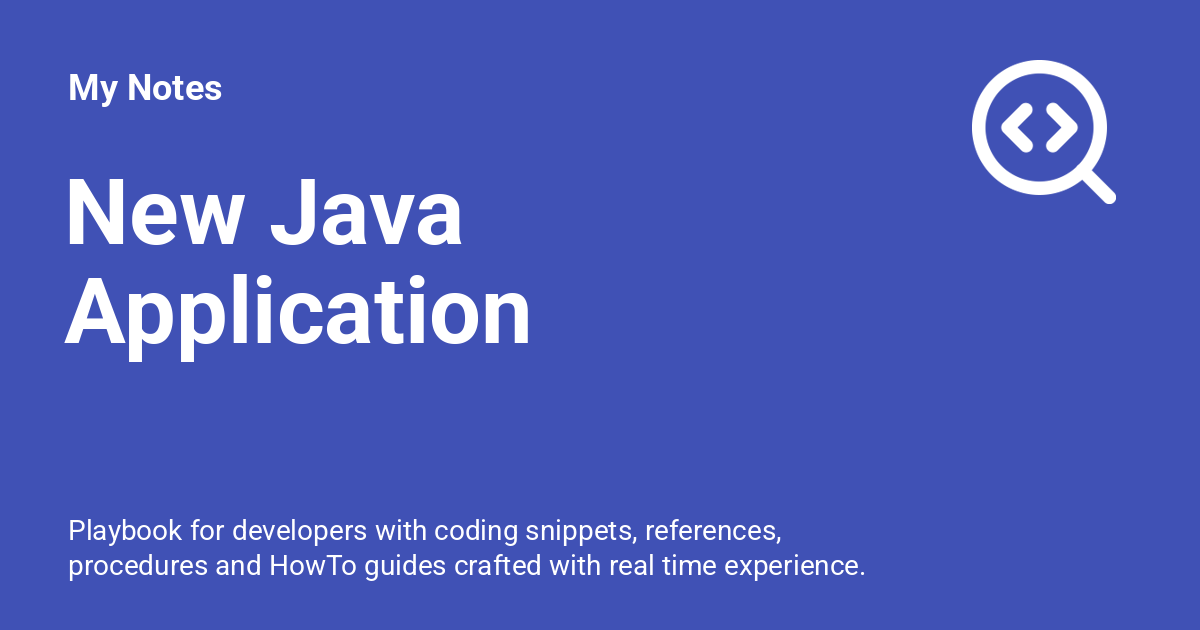 My Notes
New Java
Application
Playbook for developers with coding snippets, references,
procedures and HowTo guides crafted with real time experience.